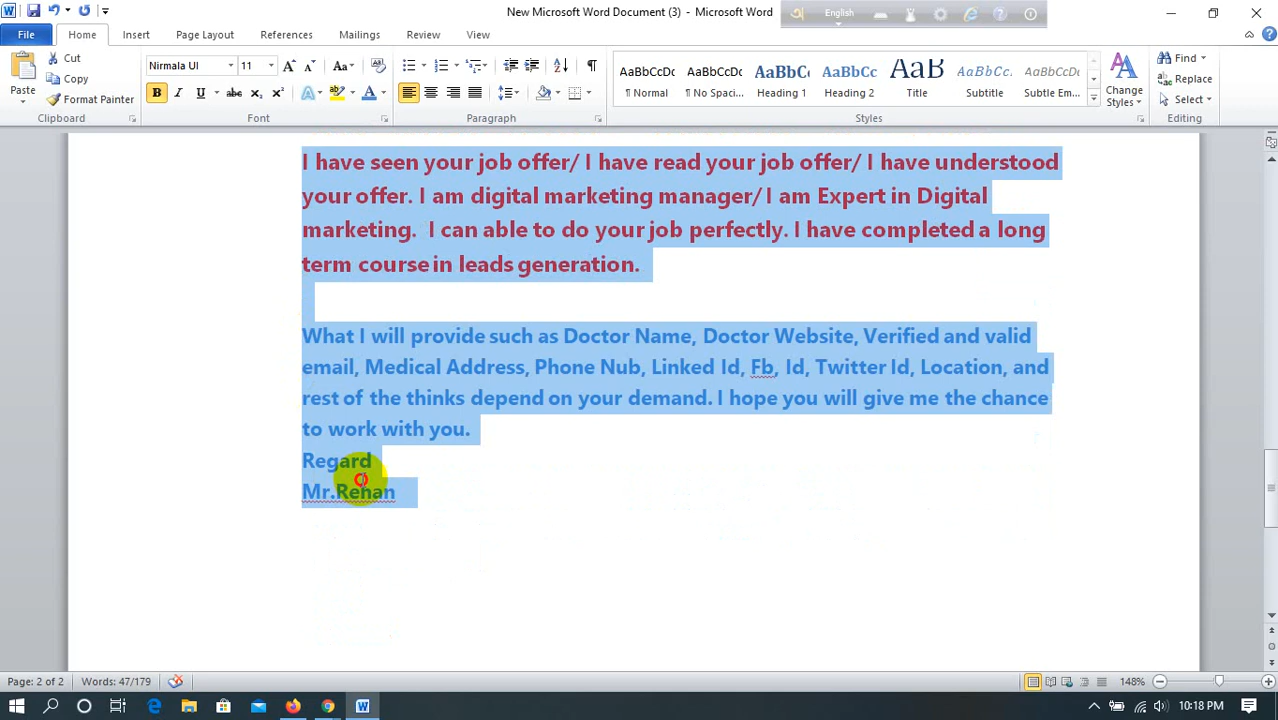 New Microsoft Word Document (3) - Microsoft Word
English
File Home Insert Page Layout References Mailings Review View
Paste
Cut
Copy
Format Painter
Clipboard
Nirmala UI 11
Font
Paragraph
AaBbCcDc AaBbCcDc AaBbCc AaBbCc AaB AaBbCc. AaBbCcDc
¶ Normal ¶ No Spaci... Heading 1 Heading 2 Title Subtitle Subtle Em...
Change
Styles
Styles
Find
Replace
Select
Editing
I have seen your job offer/ I have read your job offer/ I have understood
your offer. I am digital marketing manager/ I am Expert in Digital
marketing. I can able to do your job perfectly. I have completed a long
term course in leads generation.
What I will provide such as Doctor Name, Doctor Website, Verified and valid
email, Medical Address, Phone Nub, Linked Id, Fb, Id, Twitter Id, Location, and
rest of the thinks depend on your demand. I hope you will give me the chance
to work with you.
Regard
Mr.Rehan
Page: 2 of 2 Words: 47/179 148%
10:18 PM